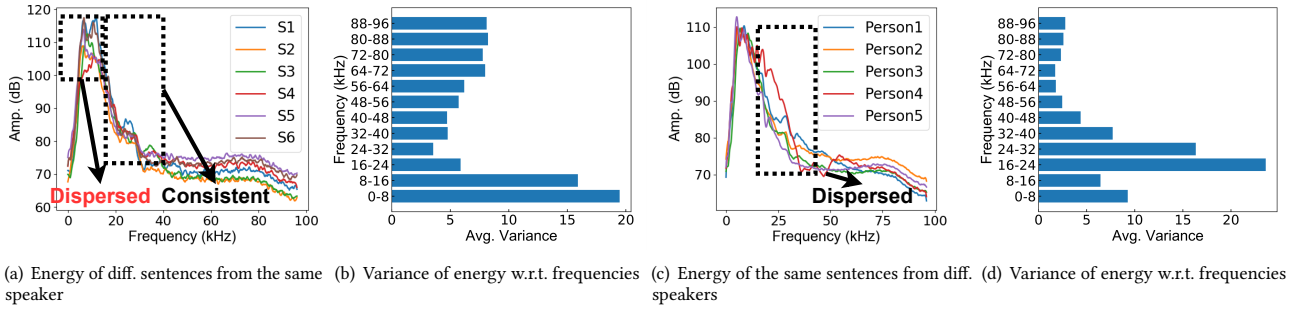 120
110
100
90
80
70
60
Amp. (dB)
S1
S2
S3
S4
S5
S6
Dispersed
Consistent
0
20
40
60
80
100
Frequency (kHz)
88-96
80-88
72-80
64-72
56-64
48-56
40-48
32-40
24-32
16-24
8-16
0-8
Frequency (kHz)
0
5
10
15
20
Avg. Variance
110
100
90
80
70
Amp. (dB)
Person1
Person2
Person3
Person4
Person5
Dispersed
0
25
50
75
100
Frequency (kHz)
88-96
80-88
72-80
64-72
56-64
48-56
40-48
32-40
24-32
16-24
8-16
0-8
Frequency (kHz)
0
5
10
15
20
Avg. Variance
(a) Energy of diff. sentences from the same
speaker
(b) Variance of energy w.r.t. frequencies
(c) Energy of the same sentences from diff.
speakers
(d) Variance of energy w.r.t. frequencies